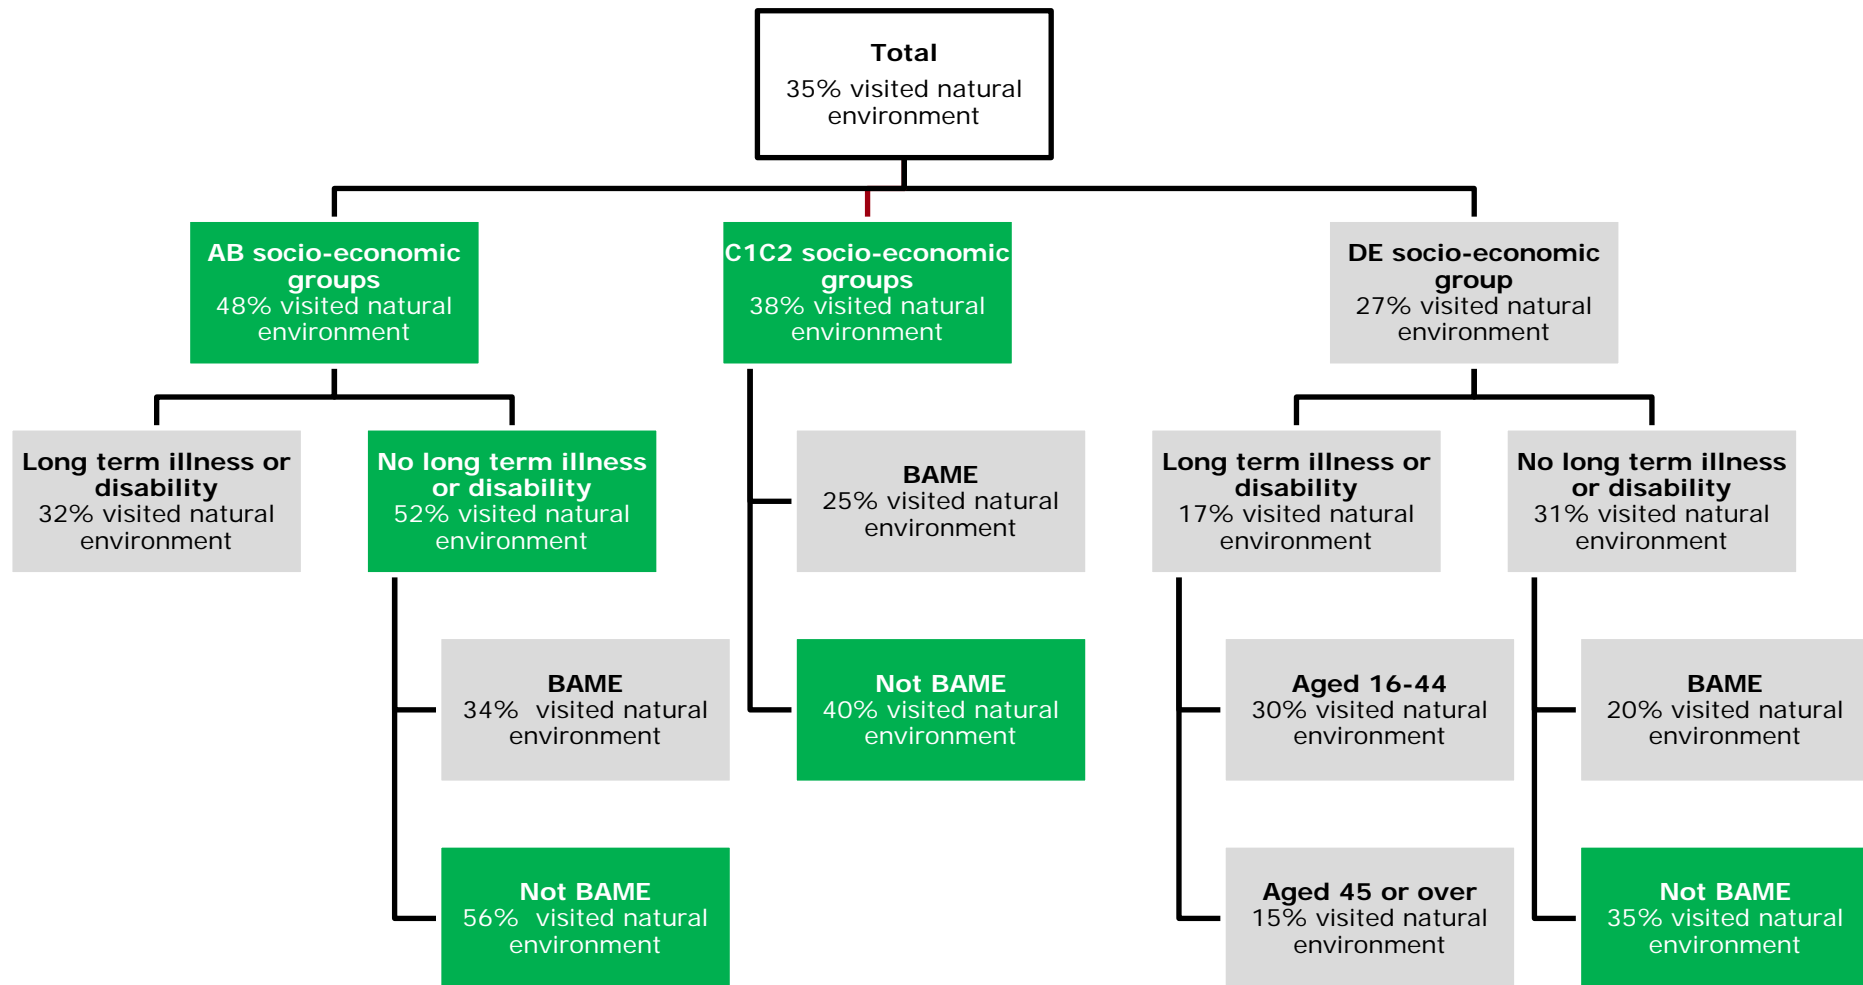 Total
35% visited natural
environment
AB socio-economic
groups
48% visited natural
environment
C1C2 socio-economic
groups
38% visited natural
environment
DE socio-economic
group
27% visited natural
environment
Long term illness or
disability
32% visited natural
environment
No long term illness
or disability
52% visited natural
environment
BAME
25% visited natural
environment
Long term illness or
disability
17% visited natural
environment
No long term illness
or disability
31% visited natural
environment
BAME
34% visited natural
environment
Not BAME
40% visited natural
environment
Aged 16-44
30% visited natural
environment
BAME
20% visited natural
environment
Not BAME
56% visited natural
environment
Aged 45 or over
15% visited natural
environment
Not BAME
35% visited natural
environment